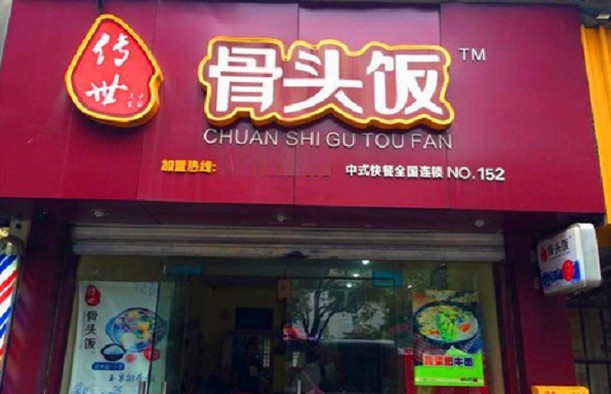 传世
骨头饭 TM
CHUAN SHI GU TOU FAN
加盟热线:
中式快餐全国连锁 NO.152
骨头饭
传世
骨头饭